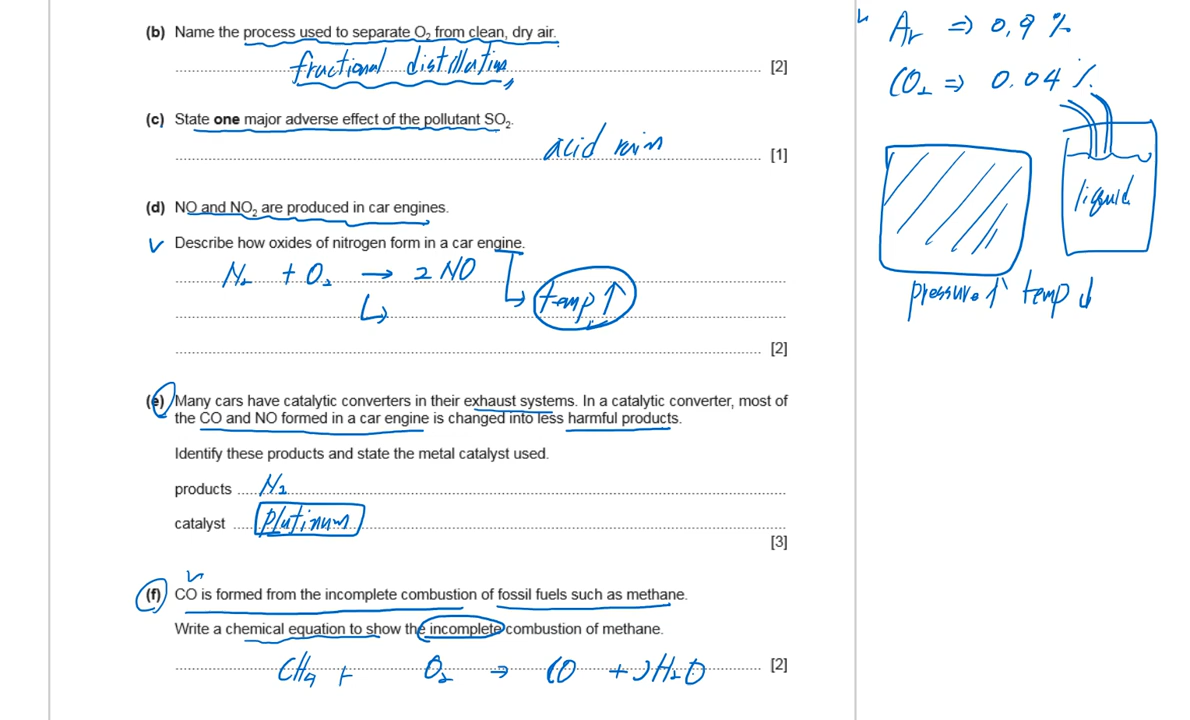 (b) Name the process used to separate O₂ from clean, dry air.
fractional distillation [2]
(c) State one major adverse effect of the pollutant SO₂.
acid rain [1]
(d) NO and NO₂ are produced in car engines.
Describe how oxides of nitrogen form in a car engine.
N₂ + O₂ → 2 NO
temp ↑
[2]
(e) Many cars have catalytic converters in their exhaust systems. In a catalytic converter, most of
the CO and NO formed in a car engine is changed into less harmful products.
Identify these products and state the metal catalyst used.
products N₂
catalyst Platinum
[3]
(f) CO is formed from the incomplete combustion of fossil fuels such as methane.
Write a chemical equation to show the incomplete combustion of methane.
CH₄ + O₂ → CO + 2H₂O [2]
Ar ⇒ 0.9 %
CO₂ ⇒ 0.04 %
liquid
pressure ↑ temp ↓